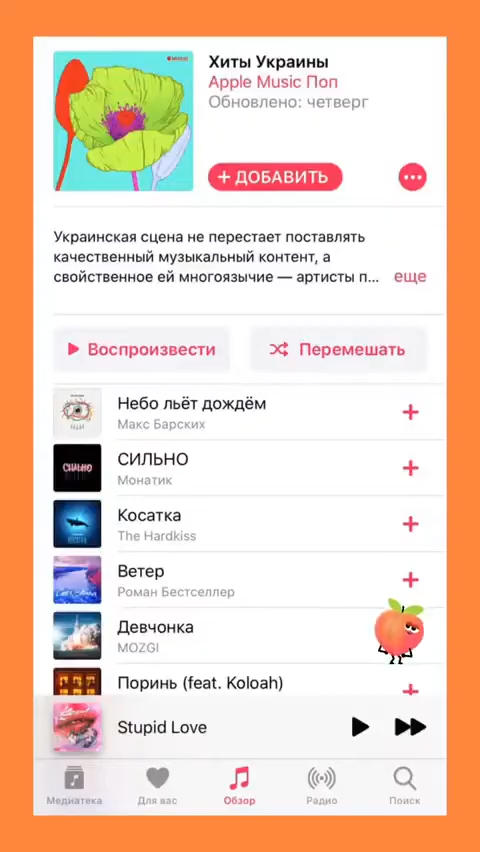 Хиты Украины
Apple Music Поп
Обновлено: четверг
+ ДОБАВИТЬ
Украинская сцена не перестает поставлять
качественный музыкальный контент, а
свойственное ей многоязычие — артисты п... еще
Воспроизвести
Перемешать
Небо льёт дождём
Макс Барских
СИЛЬНО
Монатик
Косатка
The Hardkiss
Ветер
Роман Бестселлер
Девчонка
MOZGI
Поринь (feat. Koloah)
Stupid Love
Медиатека
Для вас
Обзор
Радио
Поиск